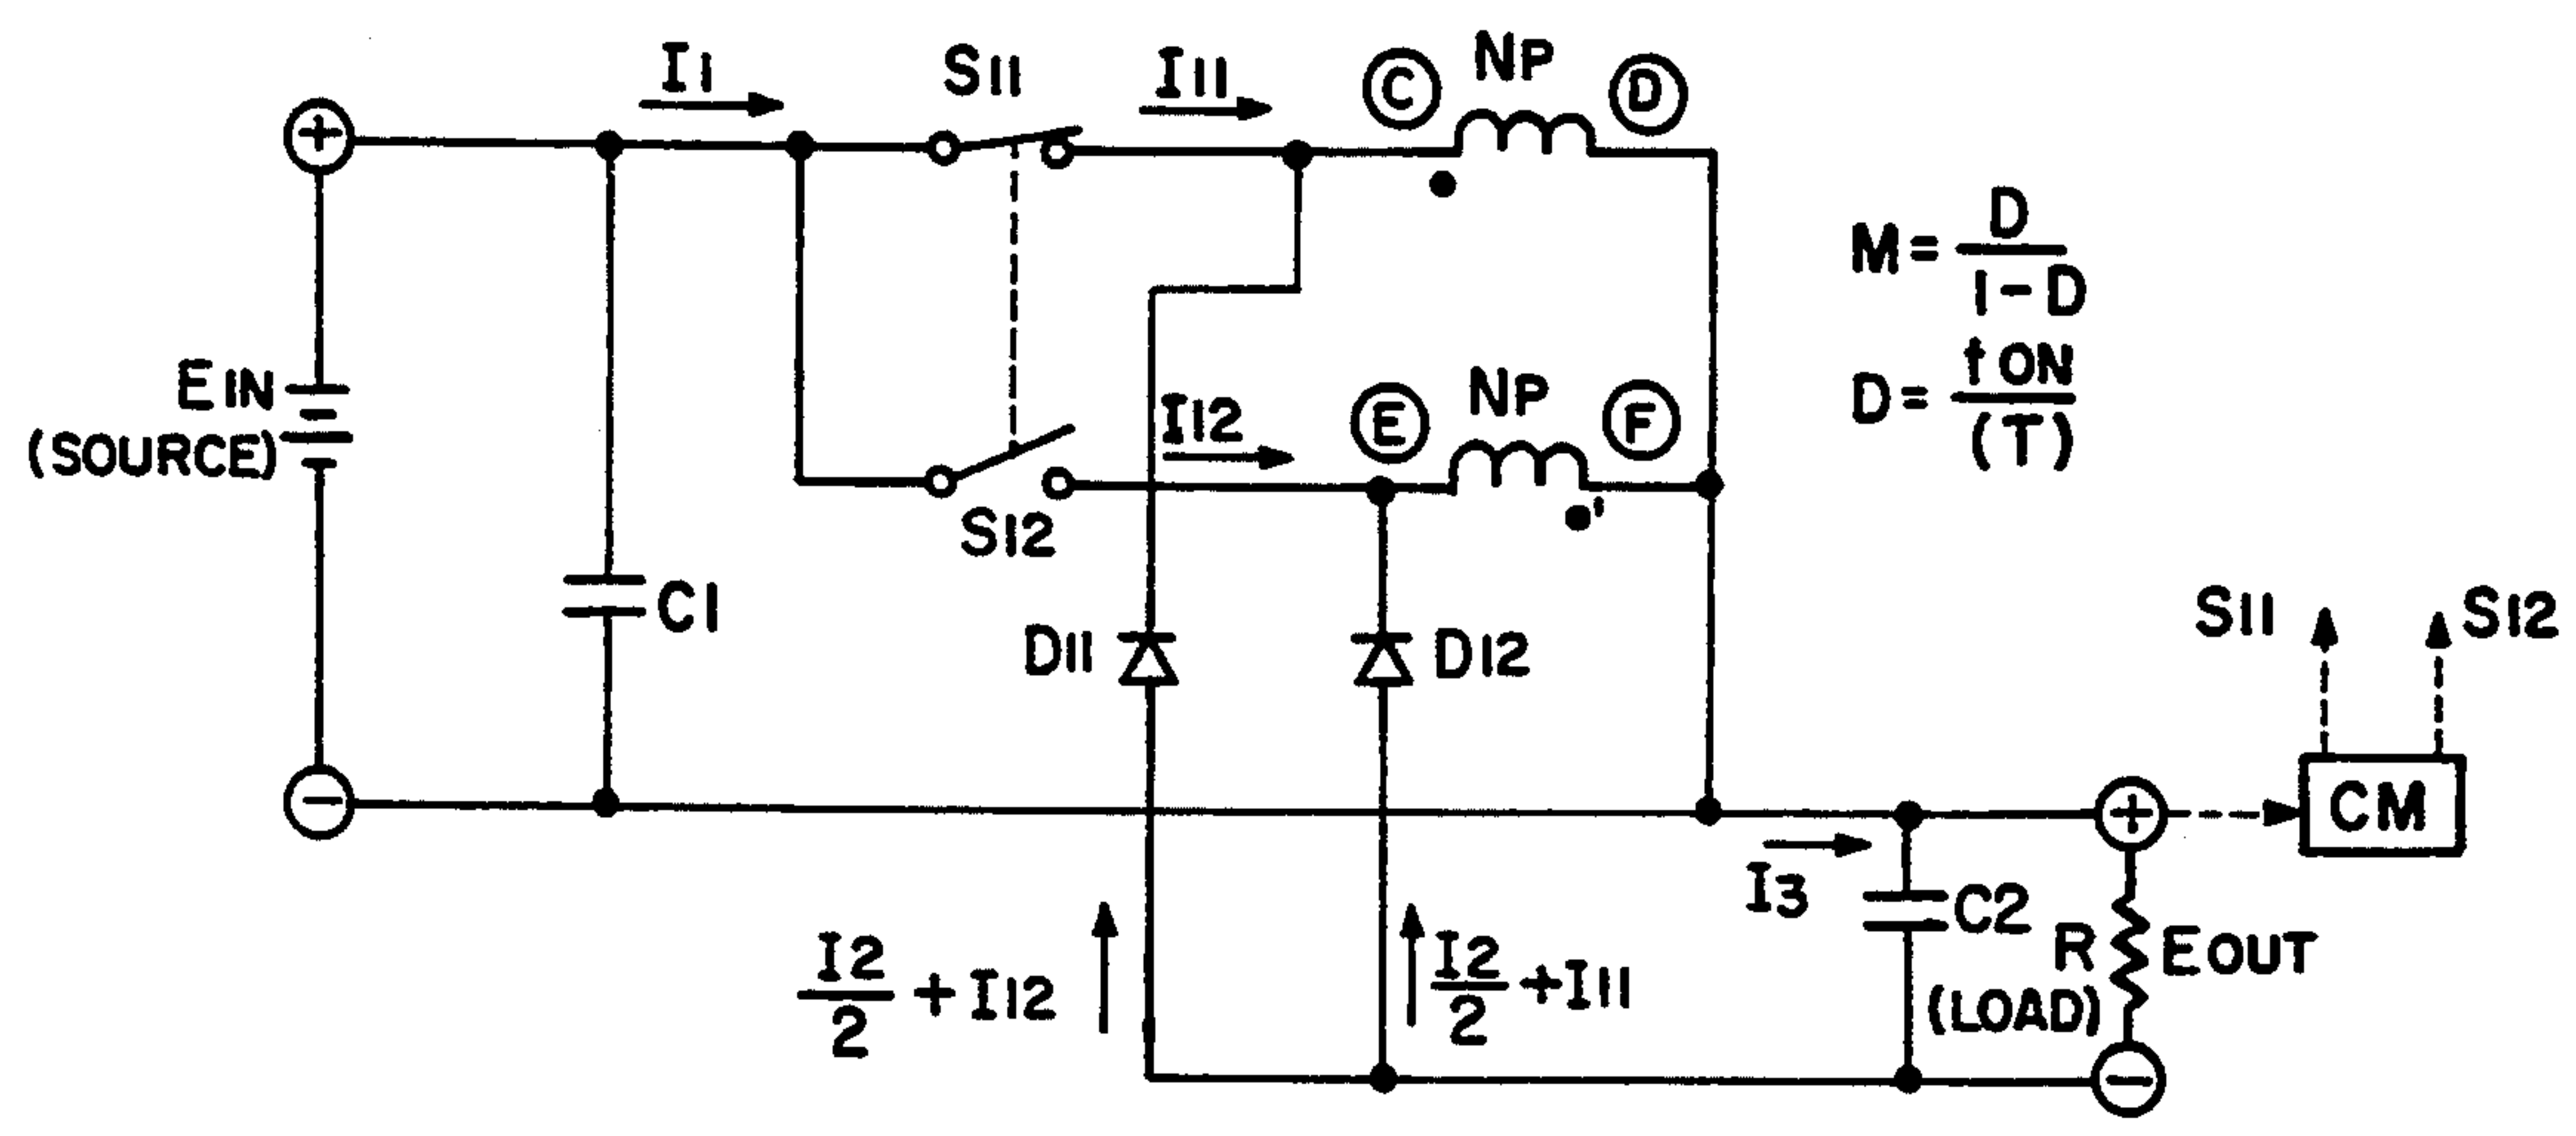 I1
S11
I11
C
NP
D
M = D / 1-D
D = tON / (T)
EIN
(SOURCE)
I12
E
NP
F
S12
C1
D11
D12
S11
S12
CM
I3
C2
R
(LOAD)
EOUT
I2/2 + I12
I2/2 + I11